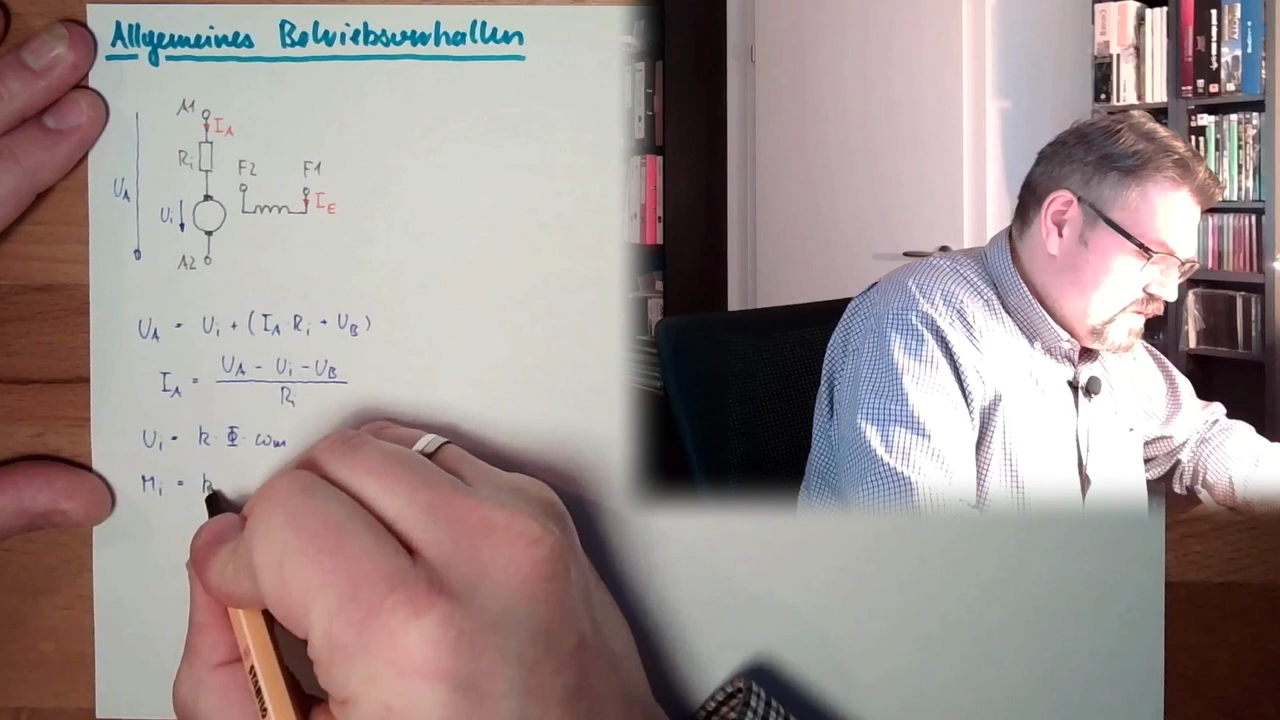 Allgemeines Betriebsverhalten
A1
I_A
R_i
F2 F1
U_A
U_i
I_E
A2
U_A = U_i + (I_A · R_i + U_B)
I_A = (U_A - U_i - U_B) / R_i
U_i = k · Φ · ω_m
M_i = k
STABILO